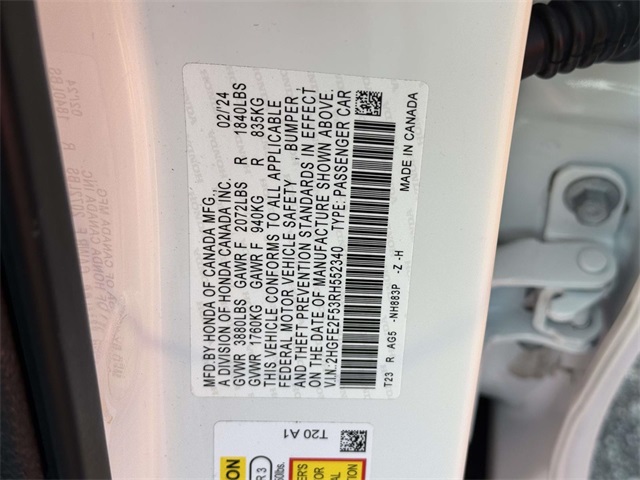 MFD BY HONDA OF CANADA MFG., 02/'24
A DIVISION OF HONDA CANADA INC.
GVWR 3880LBS GAWR F 2072LBS R 1840LBS
GVWR 1760KG GAWR F 940KG R 835KG
THIS VEHICLE CONFORMS TO ALL APPLICABLE
FEDERAL MOTOR VEHICLE SAFETY , BUMPER ,
AND THEFT PREVENTION STANDARDS IN EFFECT
ON THE DATE OF MANUFACTURE SHOWN ABOVE.
V.I.N.:2HGFE2F53RH552340 TYPE: PASSENGER CAR
T23 R AG5 -NH883P -Z -H MADE IN CANADA
T20 A1